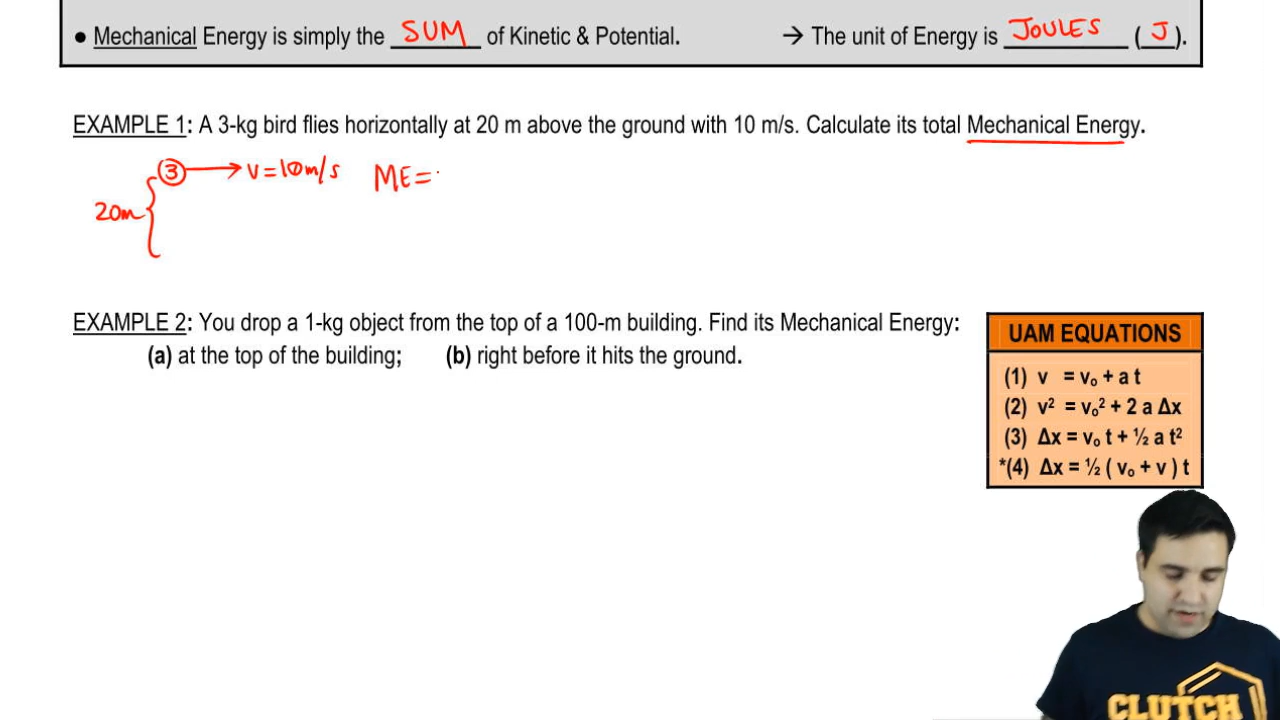 ● Mechanical Energy is simply the SUM of Kinetic & Potential. → The unit of Energy is JOULES (J).
EXAMPLE 1: A 3-kg bird flies horizontally at 20 m above the ground with 10 m/s. Calculate its total Mechanical Energy.
3 → v=10m/s ME=
20m
EXAMPLE 2: You drop a 1-kg object from the top of a 100-m building. Find its Mechanical Energy:
(a) at the top of the building; (b) right before it hits the ground.
UAM EQUATIONS
(1) v = v₀ + a t
(2) v² = v₀² + 2 a Δx
(3) Δx = v₀ t + ½ a t²
*(4) Δx = ½ ( v₀ + v ) t
CLUTCH